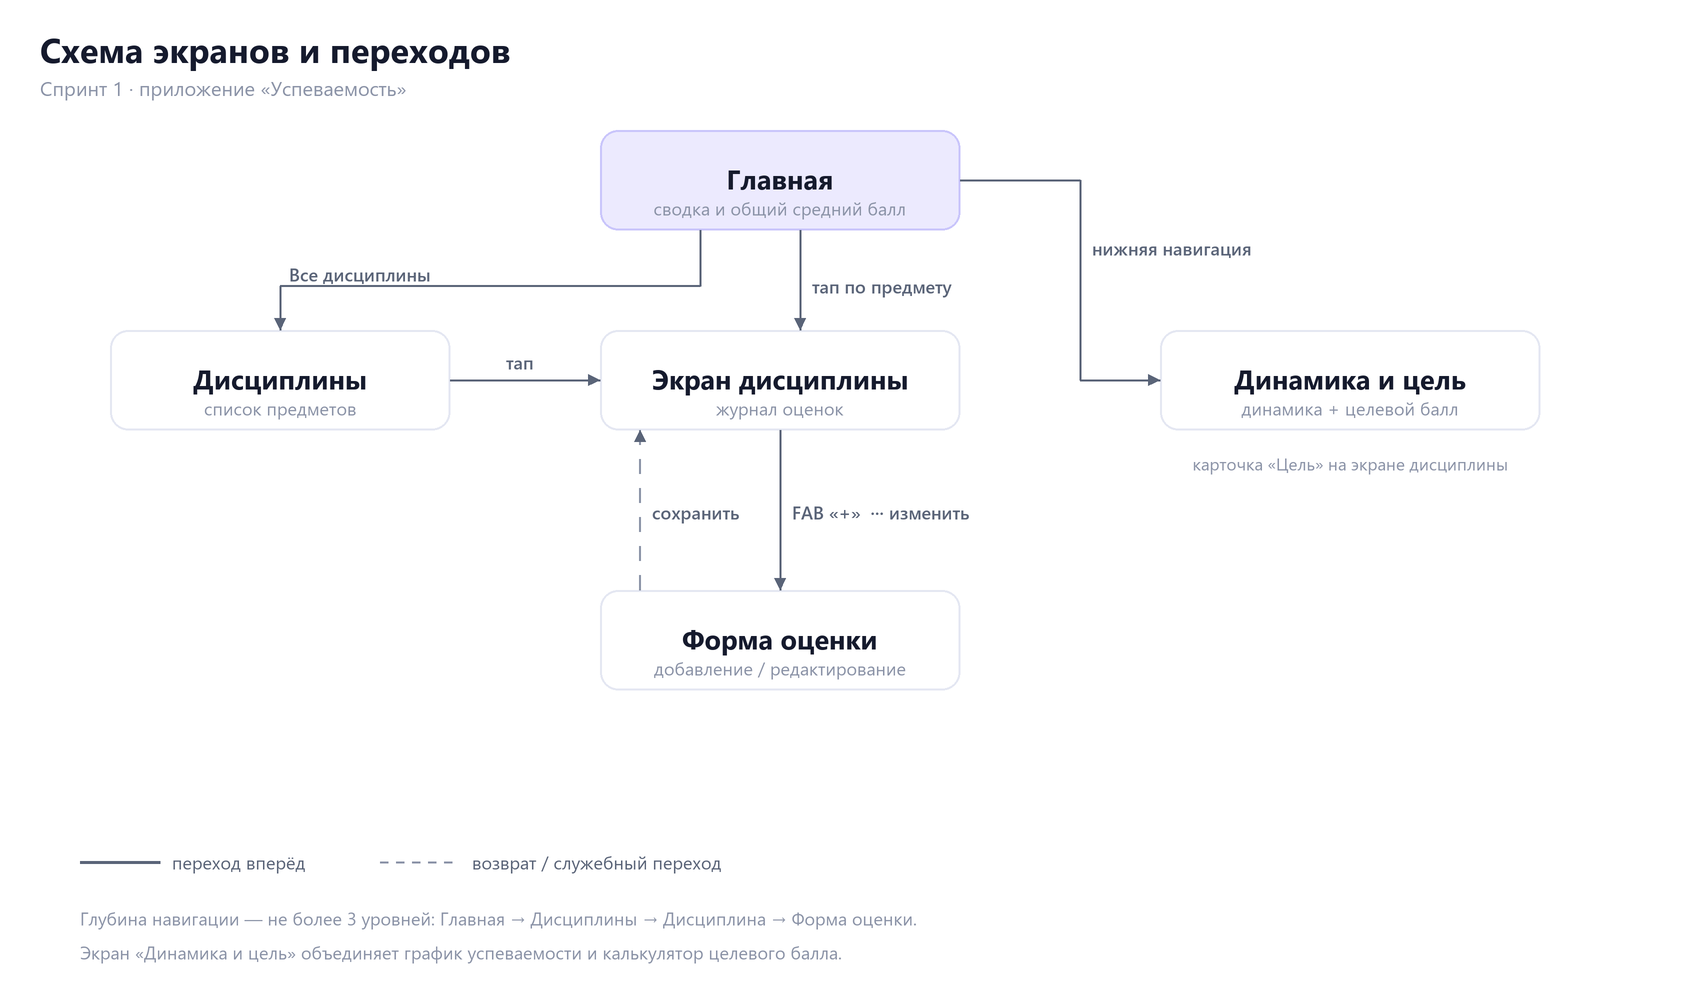 Схема экранов и переходов
Спринт 1 · приложение «Успеваемость»
Главная
сводка и общий средний балл
нижняя навигация
Все дисциплины
тап по предмету
Дисциплины
список предметов
тап
Экран дисциплины
журнал оценок
Динамика и цель
динамика + целевой балл
карточка «Цель» на экране дисциплины
сохранить
FAB «+» ··· изменить
Форма оценки
добавление / редактирование
переход вперёд
возврат / служебный переход
Глубина навигации — не более 3 уровней: Главная → Дисциплины → Дисциплина → Форма оценки.
Экран «Динамика и цель» объединяет график успеваемости и калькулятор целевого балла.